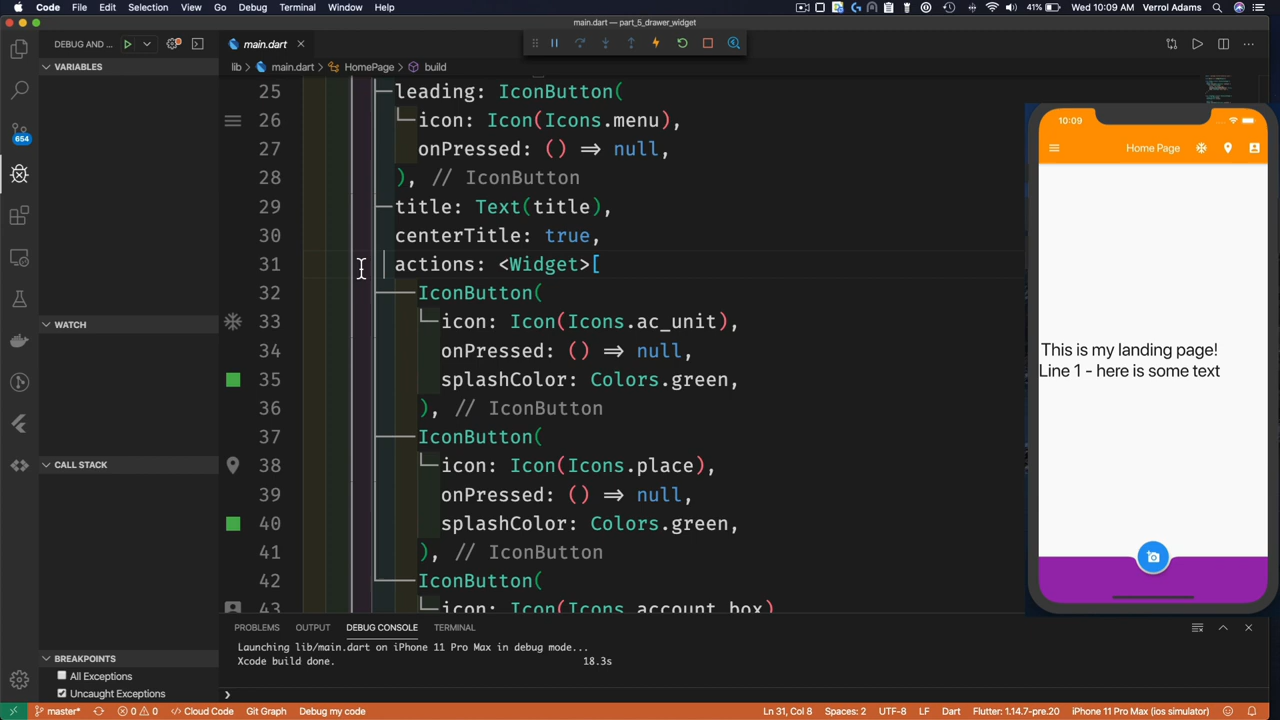 Code File Edit Selection View Go Debug Terminal Window Help 41% Wed 10:09 AM Verrol Adams
main.dart — part_5_drawer_widget
DEBUG AND ...
main.dart
lib > main.dart > HomePage > build
VARIABLES
WATCH
CALL STACK
BREAKPOINTS
All Exceptions
Uncaught Exceptions
654
25 leading: IconButton(
26 icon: Icon(Icons.menu),
27 onPressed: () => null,
28 ), // IconButton
29 title: Text(title),
30 centerTitle: true,
31 actions: <Widget>[
32 IconButton(
33 icon: Icon(Icons.ac_unit),
34 onPressed: () => null,
35 splashColor: Colors.green,
36 ), // IconButton
37 IconButton(
38 icon: Icon(Icons.place),
39 onPressed: () => null,
40 splashColor: Colors.green,
41 ), // IconButton
42 IconButton(
43 icon: Icon(Icons.account_box)
10:09
Home Page
This is my landing page!
Line 1 - here is some text
PROBLEMS OUTPUT DEBUG CONSOLE TERMINAL
Launching lib/main.dart on iPhone 11 Pro Max in debug mode...
Xcode build done. 18.3s
master* 0 0 Cloud Code Git Graph Debug my code Ln 31, Col 8 Spaces: 2 UTF-8 LF Dart Flutter: 1.14.7-pre.20 iPhone 11 Pro Max (ios simulator)